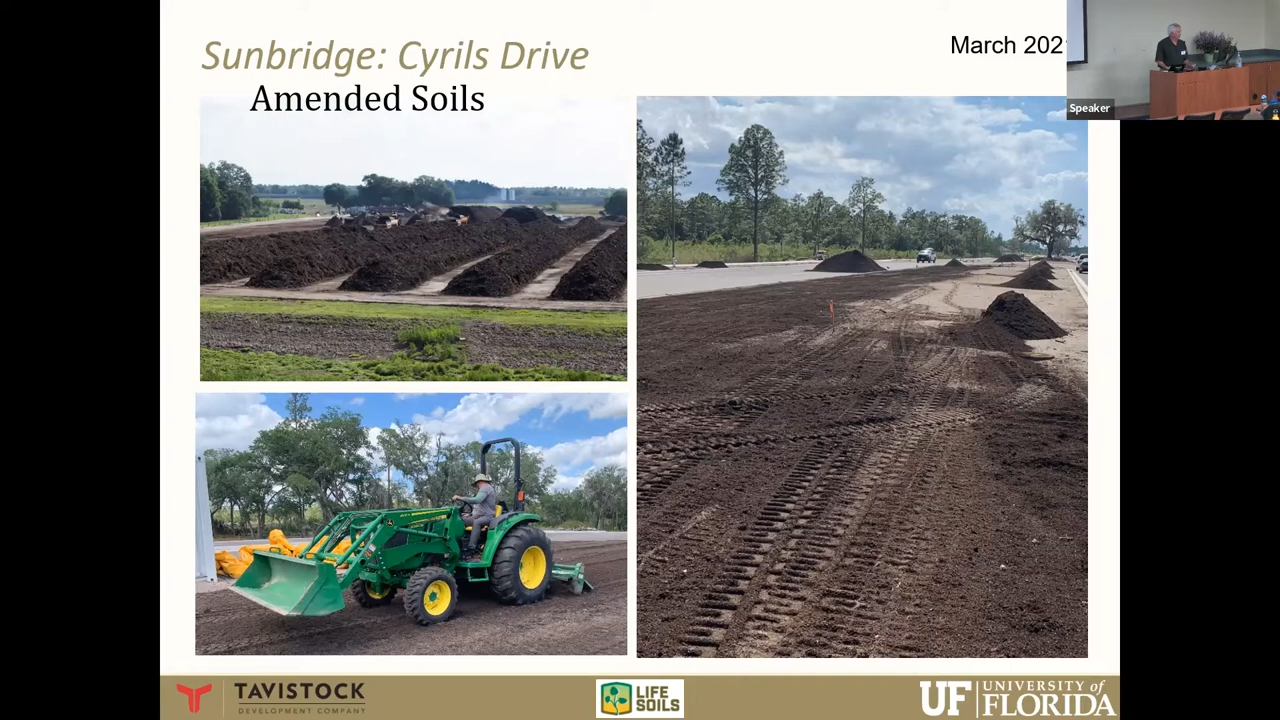 Sunbridge: Cyrils Drive
Amended Soils
March 202
Speaker
TAVISTOCK
DEVELOPMENT COMPANY
LIFE
SOILS
UF UNIVERSITY of
FLORIDA